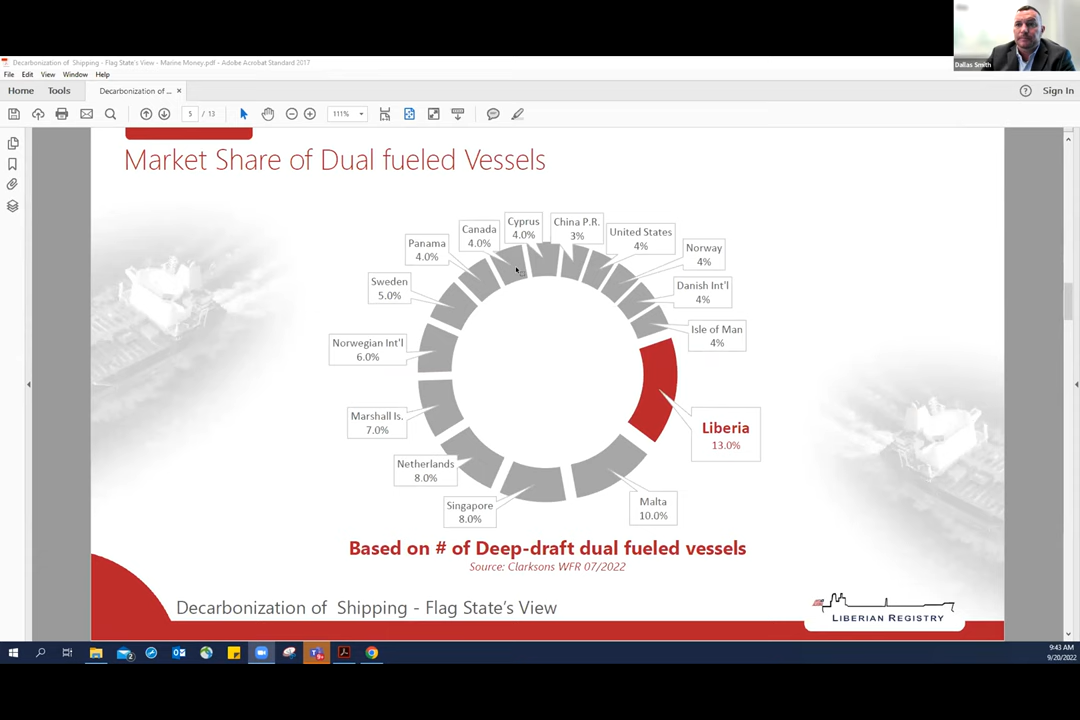 Dallas Smith
Decarbonization of Shipping - Flag State's View - Marine Money.pdf - Adobe Acrobat Standard 2017
File Edit View Window Help
Home Tools Decarbonization of ... × Sign In
5 / 13 111%
Market Share of Dual fueled Vessels
Cyprus
4.0%
China P.R.
3%
Canada
4.0%
United States
4%
Panama
4.0%
Norway
4%
Sweden
5.0%
Danish Int'l
4%
Isle of Man
4%
Norwegian Int'l
6.0%
Marshall Is.
7.0%
Liberia
13.0%
Netherlands
8.0%
Singapore
8.0%
Malta
10.0%
Based on # of Deep-draft dual fueled vessels
Source: Clarksons WFR 07/2022
Decarbonization of Shipping - Flag State's View
LIBERIAN REGISTRY
9:43 AM
9/20/2022